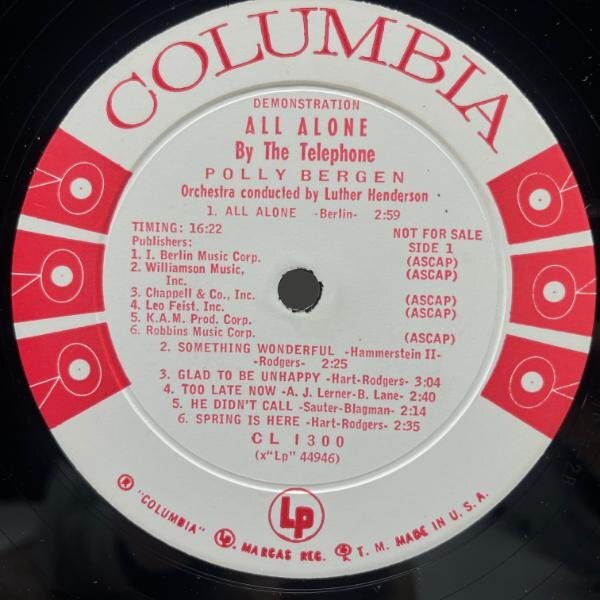 COLUMBIA
DEMONSTRATION
ALL ALONE
By The Telephone
POLLY BERGEN
Orchestra conducted by Luther Henderson
1. ALL ALONE -Berlin- 2:59
TIMING: 16:22 NOT FOR SALE
Publishers: SIDE 1
1. I. Berlin Music Corp. (ASCAP)
2. Williamson Music, (ASCAP)
Inc.
3. Chappell & Co., Inc. (ASCAP)
4. Leo Feist, Inc. (ASCAP)
5. K.A.M. Prod. Corp.
6. Robbins Music Corp. (ASCAP)
2. SOMETHING WONDERFUL -Hammerstein II-
-Rodgers- 2:25
3. GLAD TO BE UNHAPPY -Hart-Rodgers- 3:04
4. TOO LATE NOW -A. J. Lerner-B. Lane- 2:40
5. HE DIDN'T CALL -Sauter-Blagman- 2:14
6. SPRING IS HERE -Hart-Rodgers- 2:35
CL 1300
(x"Lp" 44946)
Lp
® "COLUMBIA" Lp. MARCAS REG. T. M. MADE IN U.S.A.